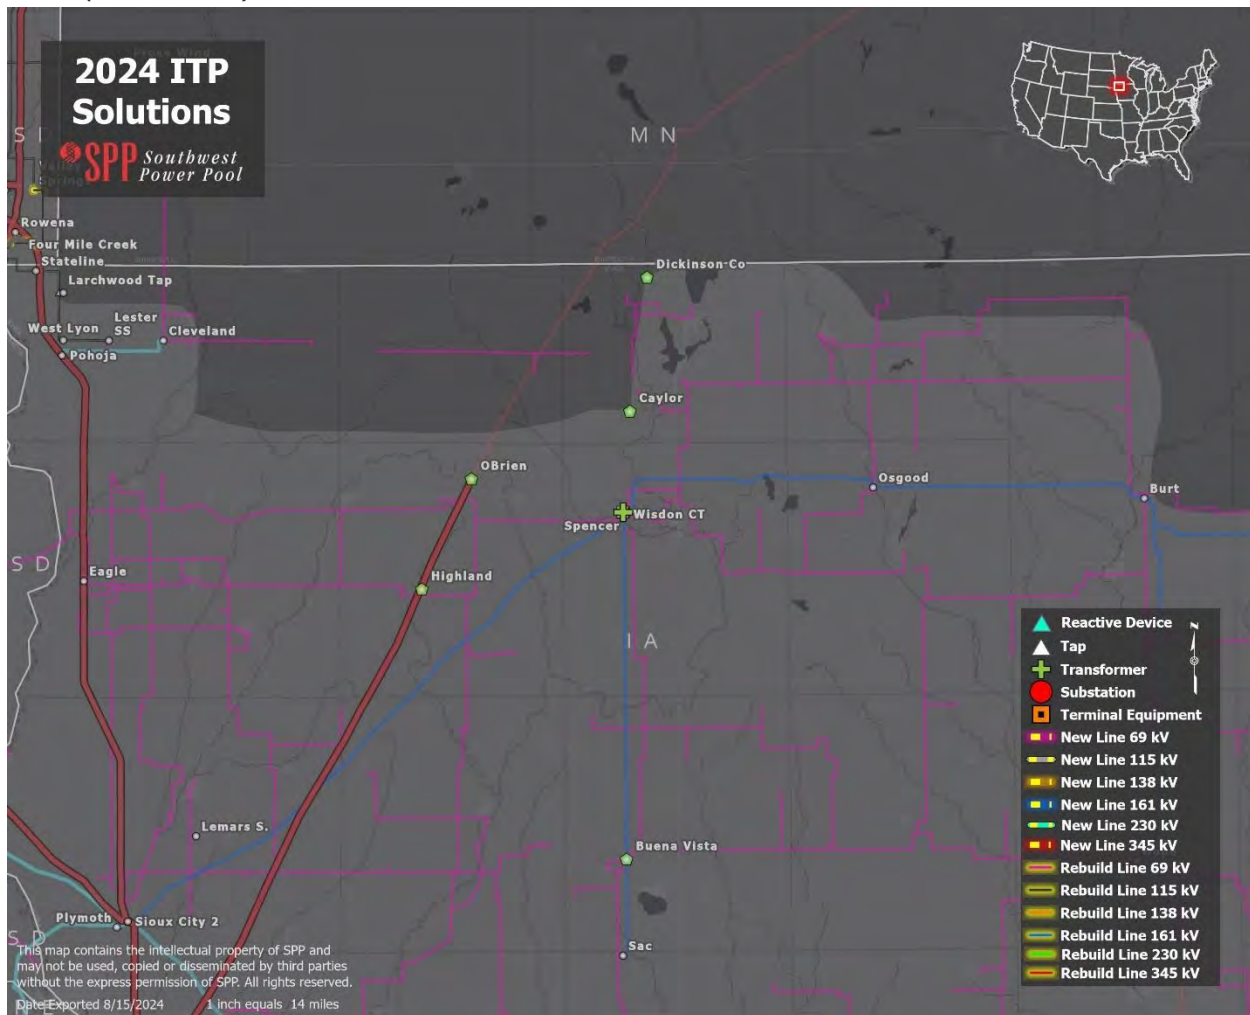 Prose Wind
2024 ITP
Solutions
SPP Southwest
Power Pool
S D
Valley
Springs
M N
Rowena
Four Mile Creek
Stateline
Larchwood Tap
Dickinson Co
West Lyon
Lester
SS
Cleveland
Pohoja
Caylor
OBrien
Osgood
Burt
Wisdon CT
Spencer
S D
Eagle
Highland
I A
Lemars S.
Buena Vista
Plymoth
Sioux City 2
Sac
S D
This map contains the intellectual property of SPP and
may not be used, copied or disseminated by third parties
without the express permission of SPP. All rights reserved.
Date Exported 8/15/2024
1 inch equals 14 miles
N
Reactive Device
Tap
Transformer
Substation
Terminal Equipment
New Line 69 kV
New Line 115 kV
New Line 138 kV
New Line 161 kV
New Line 230 kV
New Line 345 kV
Rebuild Line 69 kV
Rebuild Line 115 kV
Rebuild Line 138 kV
Rebuild Line 161 kV
Rebuild Line 230 kV
Rebuild Line 345 kV